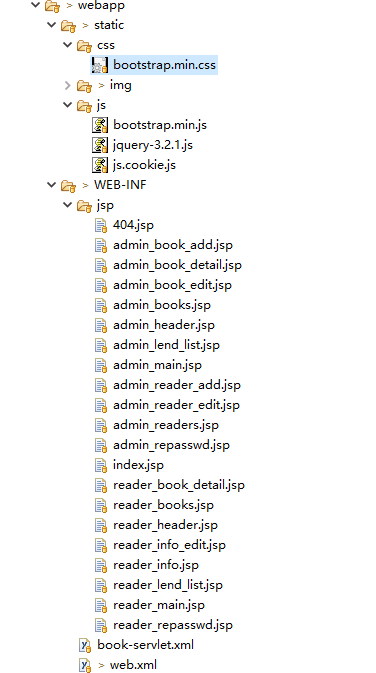 > webapp
> static
css
bootstrap.min.css
> img
js
bootstrap.min.js
jquery-3.2.1.js
js.cookie.js
> WEB-INF
jsp
404.jsp
admin_book_add.jsp
admin_book_detail.jsp
admin_book_edit.jsp
admin_books.jsp
admin_header.jsp
admin_lend_list.jsp
admin_main.jsp
admin_reader_add.jsp
admin_reader_edit.jsp
admin_readers.jsp
admin_repasswd.jsp
index.jsp
reader_book_detail.jsp
reader_books.jsp
reader_header.jsp
reader_info_edit.jsp
reader_info.jsp
reader_lend_list.jsp
reader_main.jsp
reader_repasswd.jsp
book-servlet.xml
> web.xml